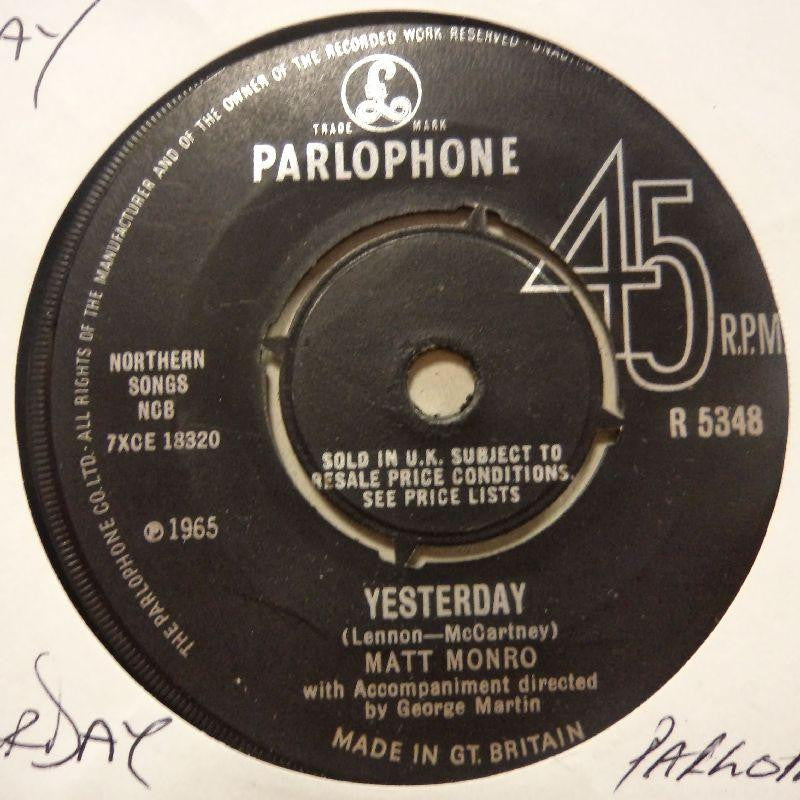 THE PARLOPHONE CO. LTD. · ALL RIGHTS OF THE MANUFACTURER AND OF THE OWNER OF THE RECORDED WORK RESERVED ·
£
TRADE MARK
PARLOPHONE
45
R.P.M
NORTHERN
SONGS
NCB
7XCE 18320
R 5348
SOLD IN U.K. SUBJECT TO
RESALE PRICE CONDITIONS.
SEE PRICE LISTS
℗ 1965
YESTERDAY
(Lennon—McCartney)
MATT MONRO
with Accompaniment directed
by George Martin
MADE IN GT. BRITAIN